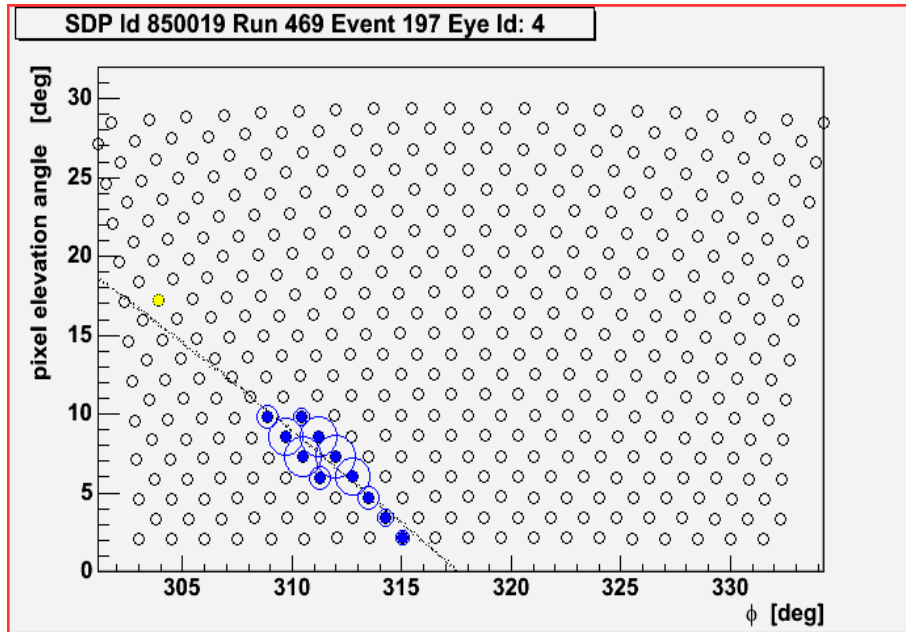 SDP Id 850019 Run 469 Event 197 Eye Id: 4
pixel elevation angle [deg]
30
25
20
15
10
5
0
305 310 315 320 325 330
ϕ [deg]